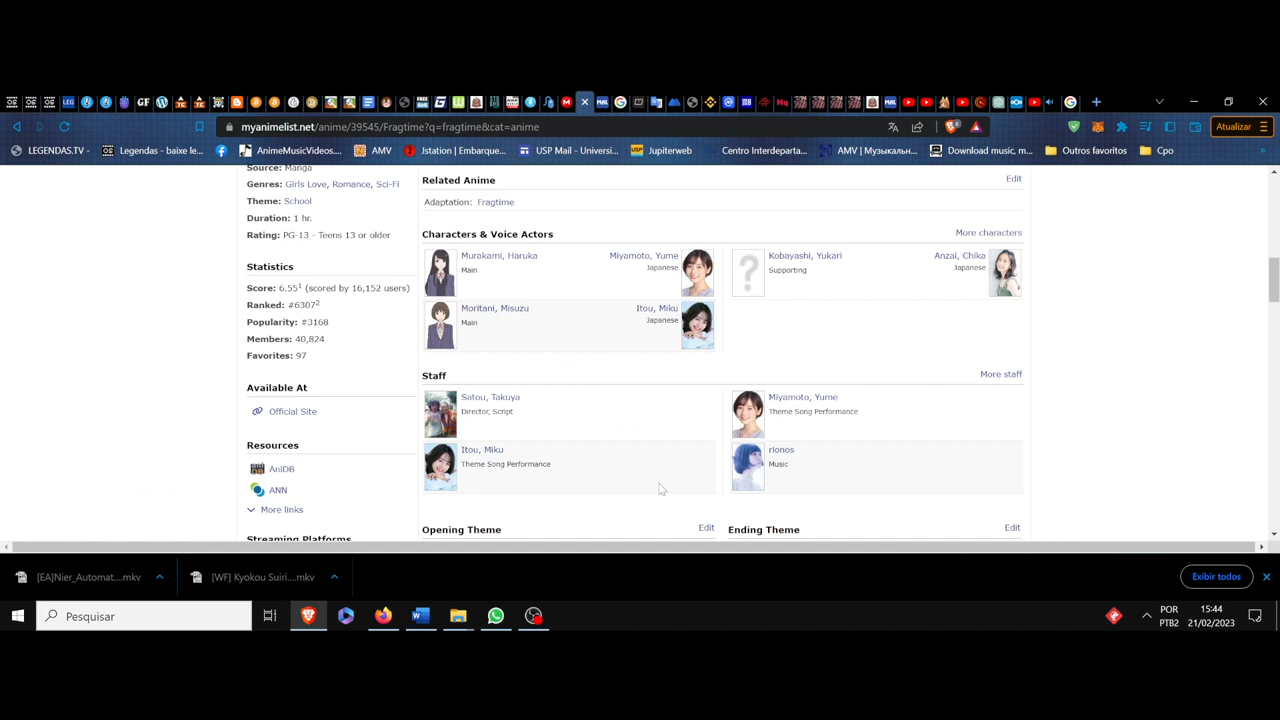 myanimelist.net/anime/39545/Fragtime?q=fragtime&cat=anime
Atualizar
LEGENDAS.TV -
Legendas - baixe le...
AnimeMusicVideos....
AMV
Jstation | Embarque...
USP Mail - Universi...
Jupiterweb
Centro Interdeparta...
AMV | Музыкальн...
Download music, m...
Outros favoritos
Cpo
Source: Manga
Genres: Girls Love, Romance, Sci-Fi
Theme: School
Duration: 1 hr.
Rating: PG-13 - Teens 13 or older
Statistics
Score: 6.55¹ (scored by 16,152 users)
Ranked: #6307²
Popularity: #3168
Members: 40,824
Favorites: 97
Available At
Official Site
Resources
AniDB
ANN
More links
Streaming Platforms
Related Anime
Edit
Adaptation: Fragtime
Characters & Voice Actors
More characters
Murakami, Haruka
Main
Miyamoto, Yume
Japanese
Kobayashi, Yukari
Supporting
Anzai, Chika
Japanese
Moritani, Misuzu
Main
Itou, Miku
Japanese
Staff
More staff
Satou, Takuya
Director, Script
Miyamoto, Yume
Theme Song Performance
Itou, Miku
Theme Song Performance
rionos
Music
Opening Theme
Edit
Ending Theme
Edit
[EA]Nier_Automat....mkv
[WF] Kyokou Suiri....mkv
Exibir todos
Pesquisar
POR
PTB2
15:44
21/02/2023